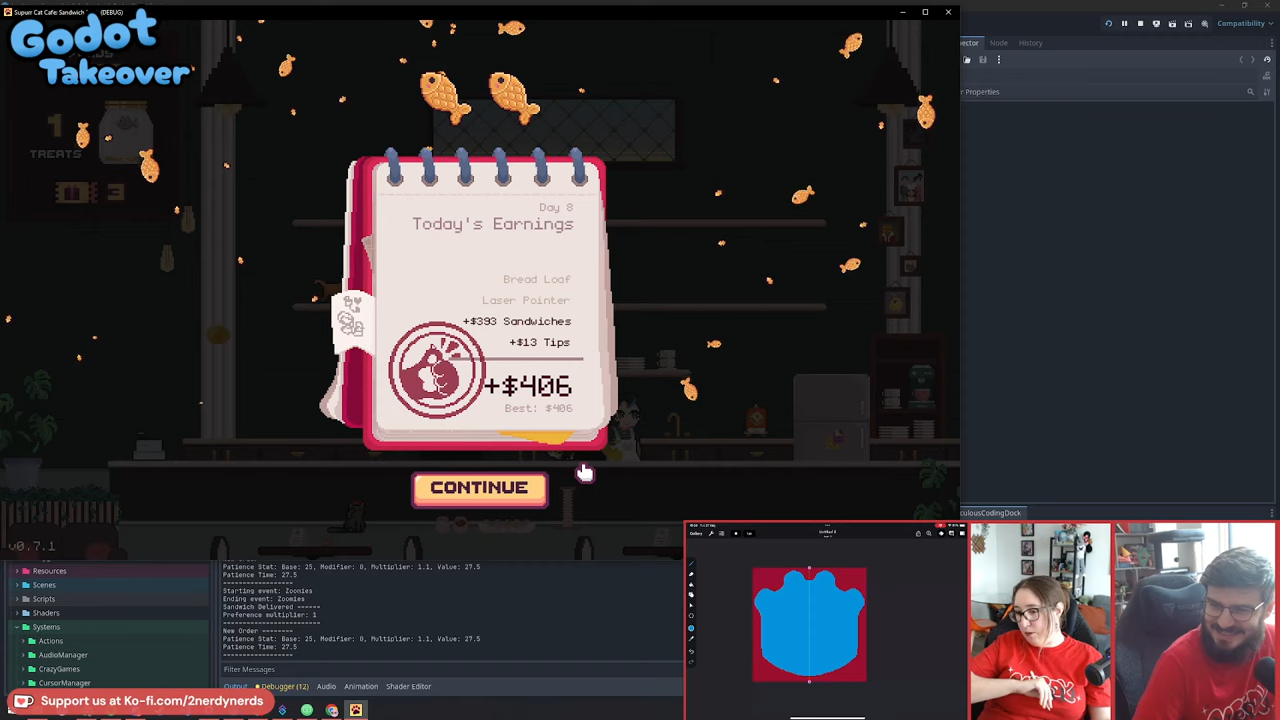 Supurr Cat Cafe: Sandwich
(DEBUG)
Godot
Takeover
Compatibility
Node
History
Properties
1
TREATS
3
Day 8
Today's Earnings
Bread Loaf
Laser Pointer
+$393 Sandwiches
+$13 Tips
+$406
Best: $406
CONTINUE
v0.7.1
Resources
Scenes
Scripts
Shaders
Systems
Actions
AudioManager
CrazyGames
CursorManager
Patience Stat: Base: 25, Modifier: 0, Multiplier: 1.1, Value: 27.5
Patience Time: 27.5
------------------
New event: Zoomies
Ending event: Zoomies
Sandwich Delivered ------
Preference multiplier: 1
------------------------
New Order --------
Patience Stat: Base: 25, Modifier: 0, Multiplier: 1.1, Value: 27.5
Patience Time: 27.5
------------------
Filter Messages
Output
Debugger (12)
Audio
Animation
Shader Editor
Support us at Ko-fi.com/2nerdynerds
Gallery